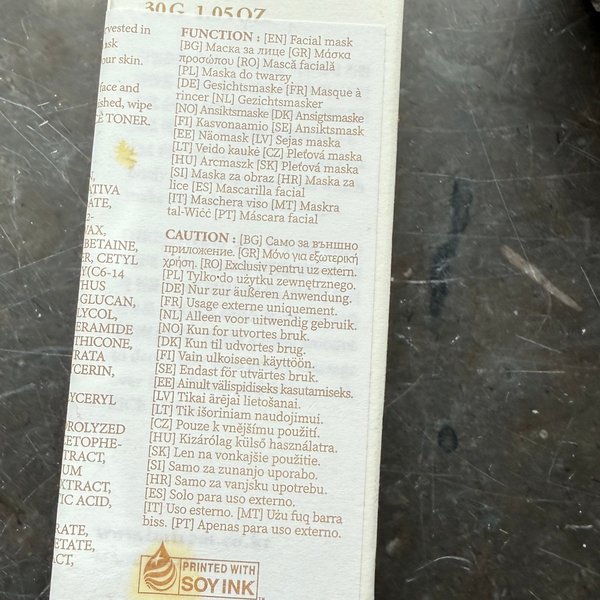 30 G 1.05 OZ
rvested in
ask
our skin.
face and
shed, wipe
TONER.
ATIVA
ATE,
BETAINE,
R, CETYL
Y(C6-14
HUS
GLUCAN,
LYCOL,
ERAMIDE
THICONE,
RATA
CERIN,
YCERYL
ROLYZED
ETOPHE-
TRACT,
UM
XTRACT,
IC ACID,
RATE,
ETATE,
ACT,
FUNCTION : [EN] Facial mask
[BG] Маска за лице [GR] Μάσκα
προσώπου [RO] Mască facială
[PL] Maska do twarzy
[DE] Gesichtsmaske [FR] Masque à
rincer [NL] Gezichtsmasker
[NO] Ansiktsmaske [DK] Ansigtsmaske
[FI] Kasvonaamio [SE] Ansiktsmask
[EE] Näomask [LV] Sejas maska
[LT] Veido kaukė [CZ] Pleťová maska
[HU] Arcmaszk [SK] Pleťová maska
[SI] Maska za obraz [HR] Maska za
lice [ES] Mascarilla facial
[IT] Maschera viso [MT] Maskra
tal-Wiċċ [PT] Máscara facial
CAUTION : [BG] Само за външно
приложение. [GR] Μόνο για εξωτερική
χρήση. [RO] Exclusiv pentru uz extern.
[PL] Tylko do użytku zewnętrznego.
[DE] Nur zur äußeren Anwendung.
[FR] Usage externe uniquement.
[NL] Alleen voor uitwendig gebruik.
[NO] Kun for utvortes bruk.
[DK] Kun til udvortes brug.
[FI] Vain ulkoiseen käyttöön.
[SE] Endast för utvärtes bruk.
[EE] Ainult välispidiseks kasutamiseks.
[LV] Tikai ārējai lietošanai.
[LT] Tik išoriniam naudojimui.
[CZ] Pouze k vnějšímu použití.
[HU] Kizárólag külső használatra.
[SK] Len na vonkajšie použitie.
[SI] Samo za zunanjo uporabo.
[HR] Samo za vanjsku upotrebu.
[ES] Solo para uso externo.
[IT] Uso esterno. [MT] Użu fuq barra
biss. [PT] Apenas para uso externo.
PRINTED WITH
SOY INK™